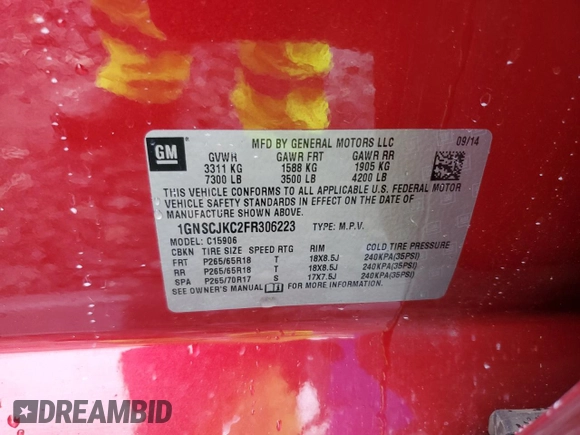 GM
MFD BY GENERAL MOTORS LLC
09/14
GVWR GAWR FRT GAWR RR
3311 KG 1588 KG 1905 KG
7300 LB 3500 LB 4200 LB
THIS VEHICLE CONFORMS TO ALL APPLICABLE U.S. FEDERAL MOTOR
VEHICLE SAFETY STANDARDS IN EFFECT ON THE DATE OF
MANUFACTURE SHOWN ABOVE.
1GNSCJKC2FR306223 TYPE: M.P.V.
MODEL: C15906
CBKN TIRE SIZE SPEED RTG RIM COLD TIRE PRESSURE
FRT P265/65R18 T 18X8.5J 240KPA(35PSI)
RR P265/65R18 T 18X8.5J 240KPA(35PSI)
SPA P265/70R17 S 17X7.5J 240KPA(35PSI)
SEE OWNER'S MANUAL FOR MORE INFORMATION
DREAMBID